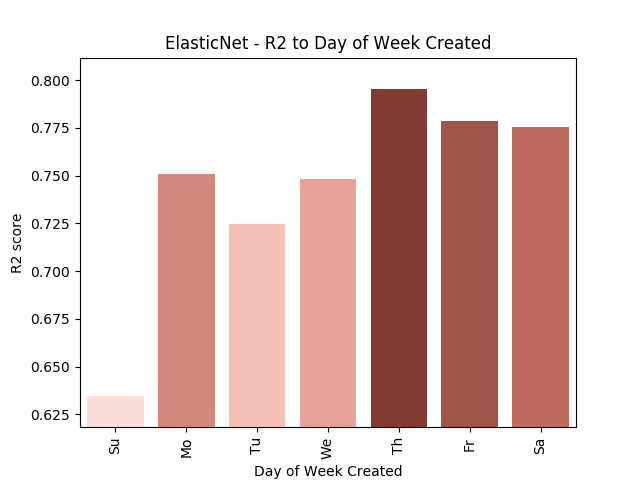 ElasticNet - R2 to Day of Week Created
0.800
0.775
0.750
0.725
0.700
0.675
0.650
0.625
R2 score
Su
Mo
Tu
We
Th
Fr
Sa
Day of Week Created